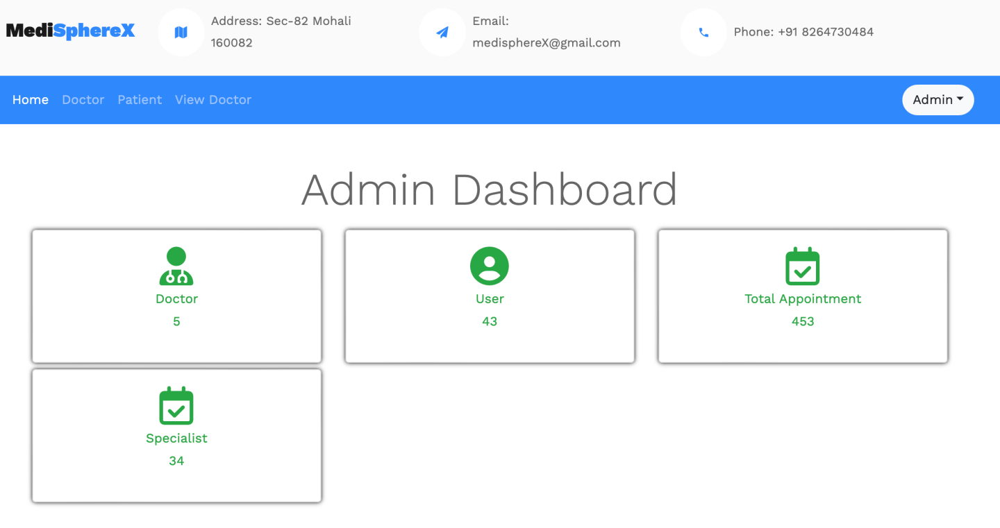 MediSphereX
Address: Sec-82 Mohali
160082
Email:
medisphereX@gmail.com
Phone: +91 8264730484
Home Doctor Patient View Doctor Admin
Admin Dashboard
Doctor
5
User
43
Total Appointment
453
Specialist
34